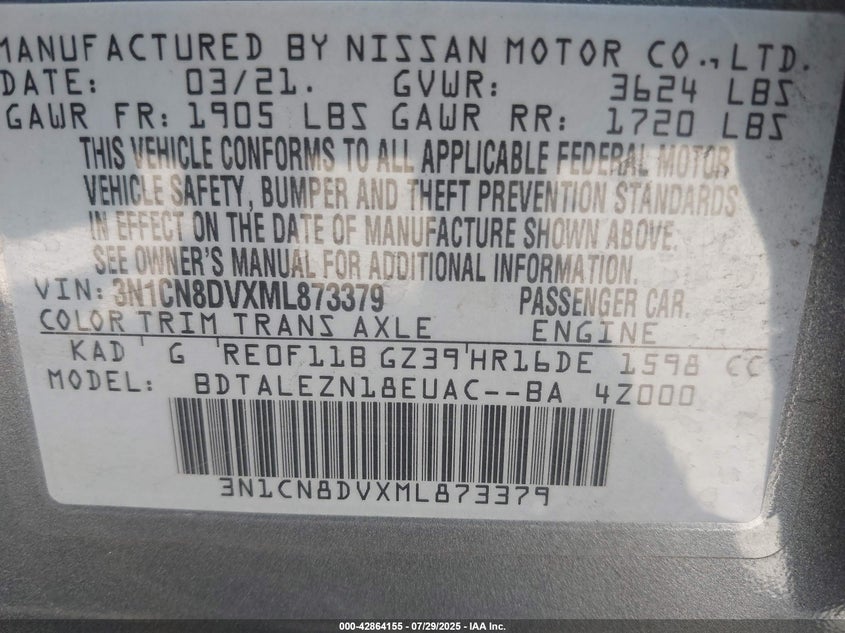 MANUFACTURED BY NISSAN MOTOR CO., LTD.
DATE: 03/21. GVWR: 3624 LBS
GAWR FR: 1905 LBS GAWR RR: 1720 LBS
THIS VEHICLE CONFORMS TO ALL APPLICABLE FEDERAL MOTOR
VEHICLE SAFETY, BUMPER AND THEFT PREVENTION STANDARDS
IN EFFECT ON THE DATE OF MANUFACTURE SHOWN ABOVE.
SEE OWNER'S MANUAL FOR ADDITIONAL INFORMATION.
VIN: 3N1CN8DVXML873379 PASSENGER CAR.
COLOR TRIM TRANS AXLE ENGINE
KAD G RE0F11B GZ39 HR16DE 1598 CC
MODEL: BDTALEZN18EUAC--BA 4Z000
3N1CN8DVXML873379
000-42864155 | 07/29/2025 - IAA Inc.